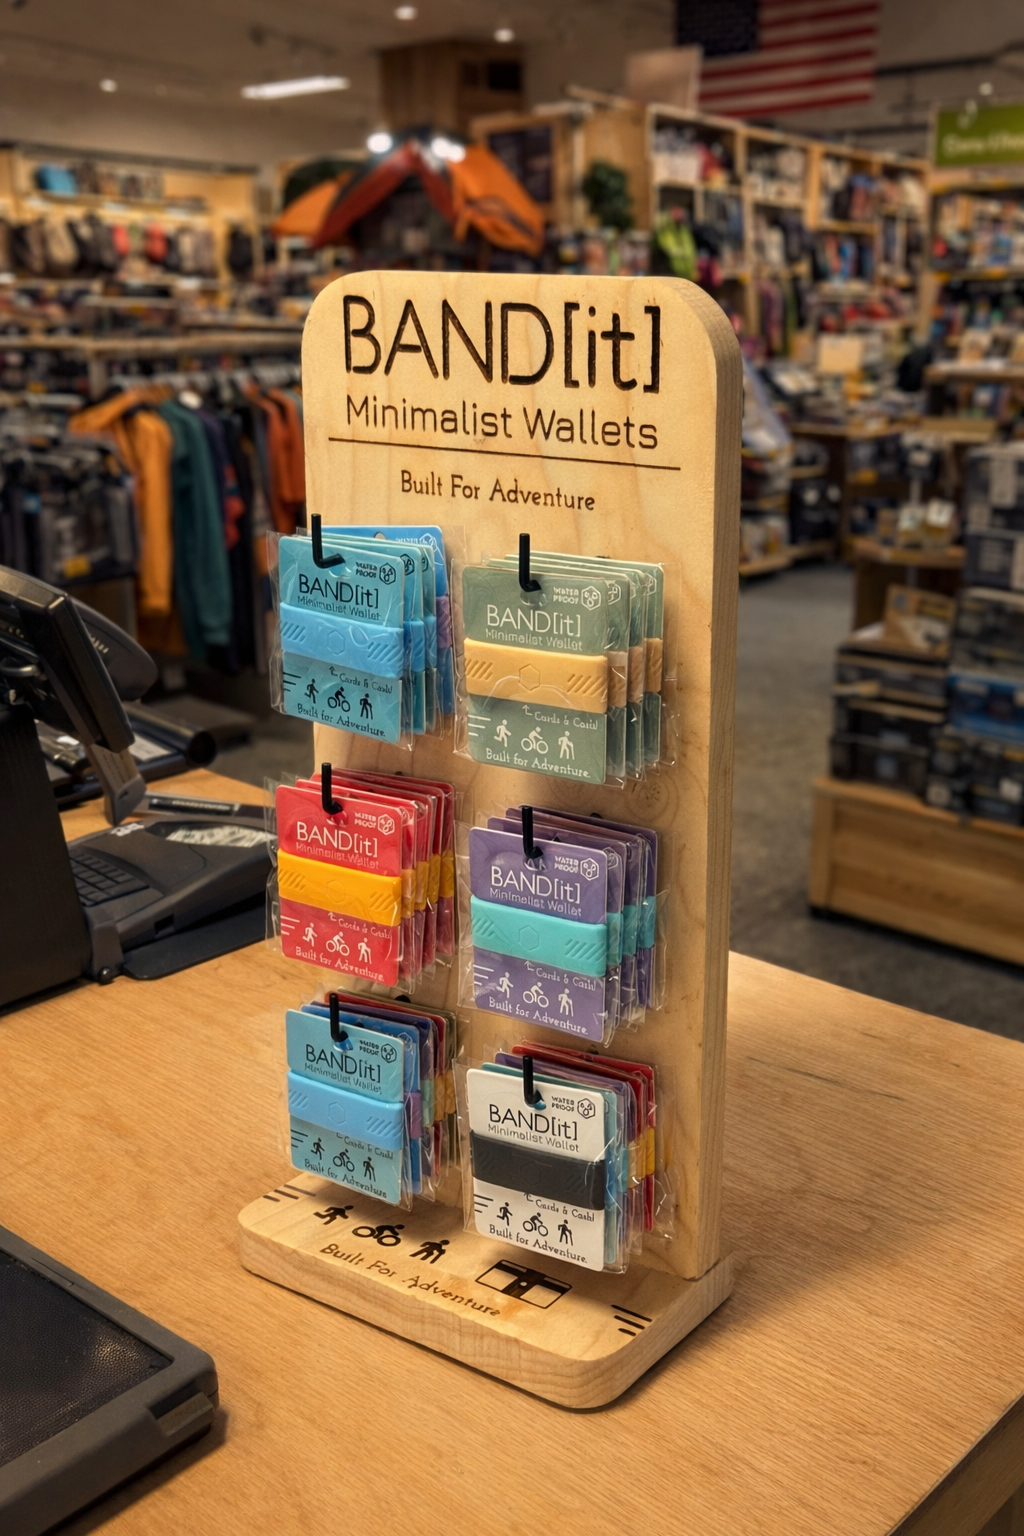 BAND[it]
Minimalist Wallets
Built For Adventure
WATER
PROOF
BAND[it]
Minimalist Wallet
Cards & Cash!
Built for Adventure
WATER
PROOF
BAND[it]
Minimalist Wallet
Cards & Cash!
Built for Adventure
WATER
PROOF
BAND[it]
Minimalist Wallet
Cards & Cash!
Built for Adventure
WATER
PROOF
BAND[it]
Minimalist Wallet
Cards & Cash!
Built for Adventure
WATER
PROOF
BAND[it]
Minimalist Wallet
Cards & Cash!
Built for Adventure
WATER
PROOF
BAND[it]
Minimalist Wallet
Cards & Cash!
Built for Adventure
Built For Adventure